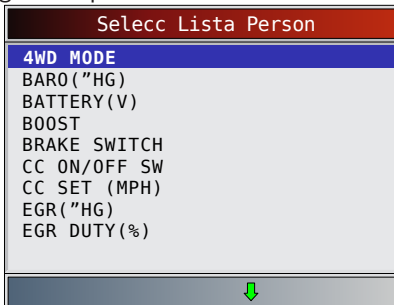 Selecc Lista Person
4WD MODE
BARO(”HG)
BATTERY(V)
BOOST
BRAKE SWITCH
CC ON/OFF SW
CC SET (MPH)
EGR(”HG)
EGR DUTY(%)